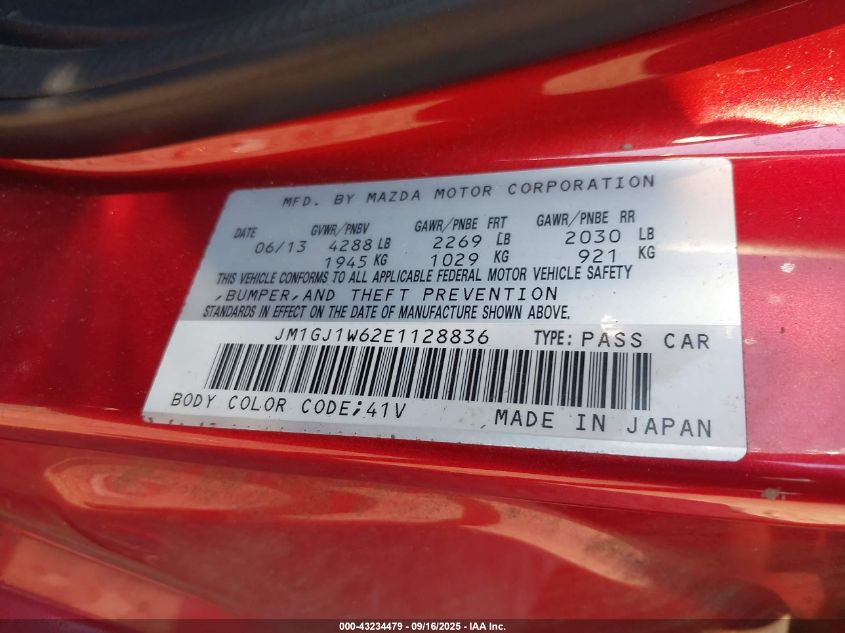 MFD. BY MAZDA MOTOR CORPORATION
DATE GVWR/PNBV GAWR/PNBE FRT GAWR/PNBE RR
06/13 4288 LB 2269 LB 2030 LB
1945 KG 1029 KG 921 KG
THIS VEHICLE CONFORMS TO ALL APPLICABLE FEDERAL MOTOR VEHICLE SAFETY
,BUMPER,AND THEFT PREVENTION
STANDARDS IN EFFECT ON THE DATE OF MANUFACTURE SHOWN ABOVE.
JM1GJ1W62E1128836 TYPE: PASS CAR
BODY COLOR CODE;41V MADE IN JAPAN
000-43234479 - 09/16/2025 - IAA Inc.